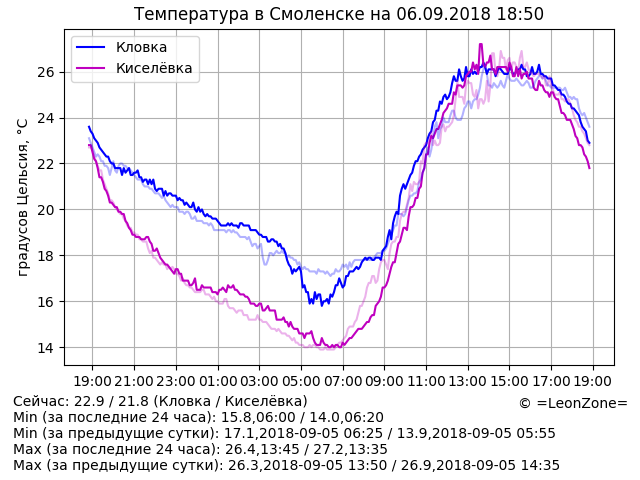 Температура в Смоленске на 06.09.2018 18:50
Кловка
Киселёвка
градусов Цельсия, °C
26
24
22
20
18
16
14
19:00 21:00 23:00 01:00 03:00 05:00 07:00 09:00 11:00 13:00 15:00 17:00 19:00
Сейчас: 22.9 / 21.8 (Кловка / Киселёвка)
© =LeonZone=
Min (за последние 24 часа): 15.8,06:00 / 14.0,06:20
Min (за предыдущие сутки): 17.1,2018-09-05 06:25 / 13.9,2018-09-05 05:55
Max (за последние 24 часа): 26.4,13:45 / 27.2,13:35
Max (за предыдущие сутки): 26.3,2018-09-05 13:50 / 26.9,2018-09-05 14:35